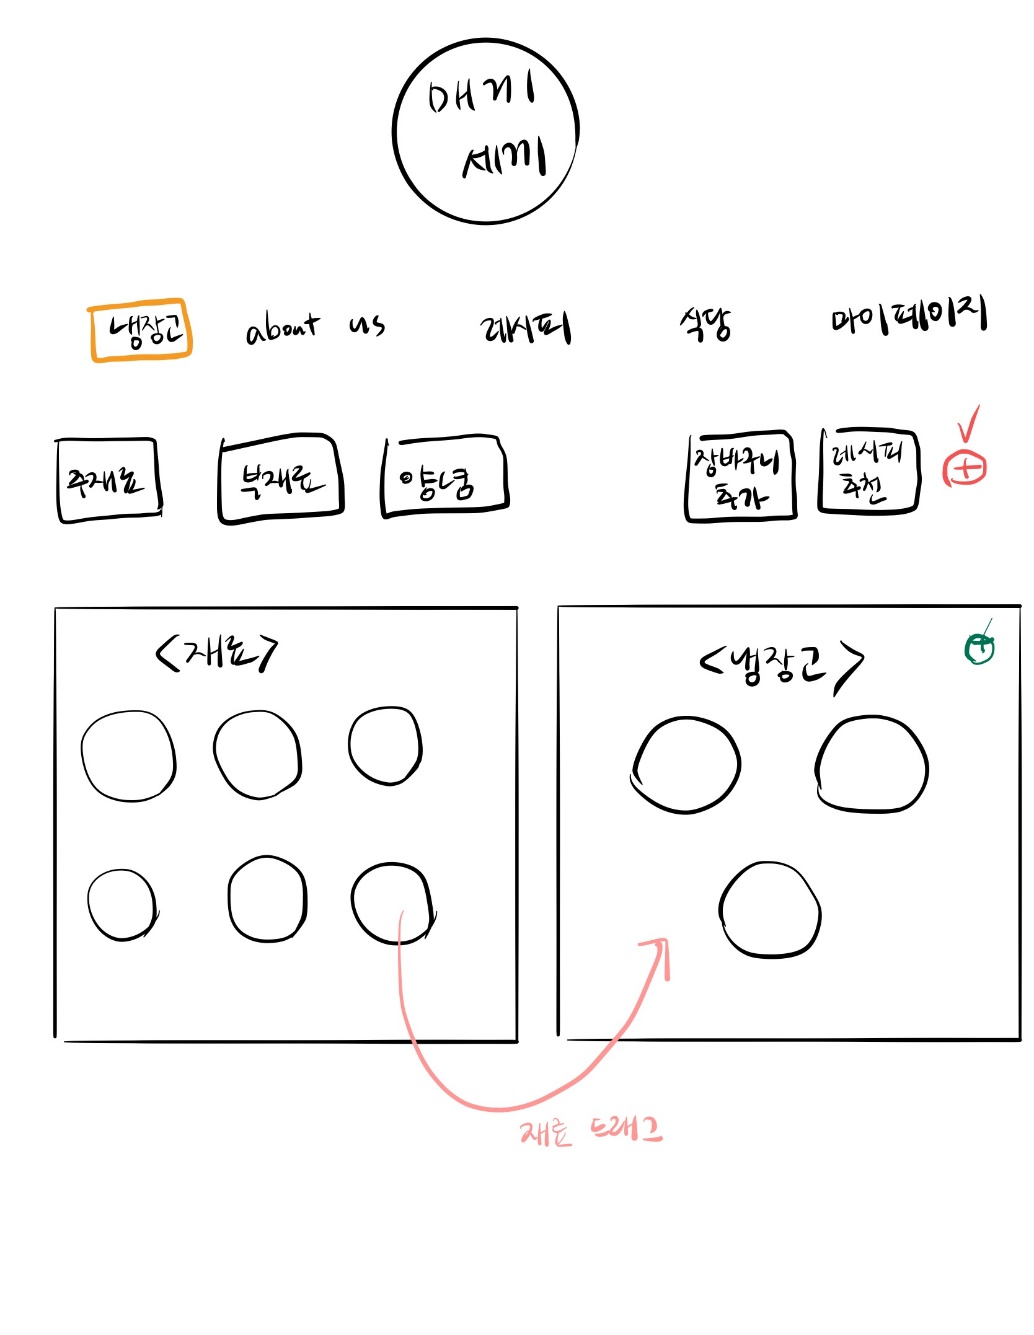 매끼
세끼
냉장고 about us 레시피 식당 마이페이지
주재료 부재료 양념 장바구니 추가 레시피 추천
<재료> <냉장고>
재료 드래그